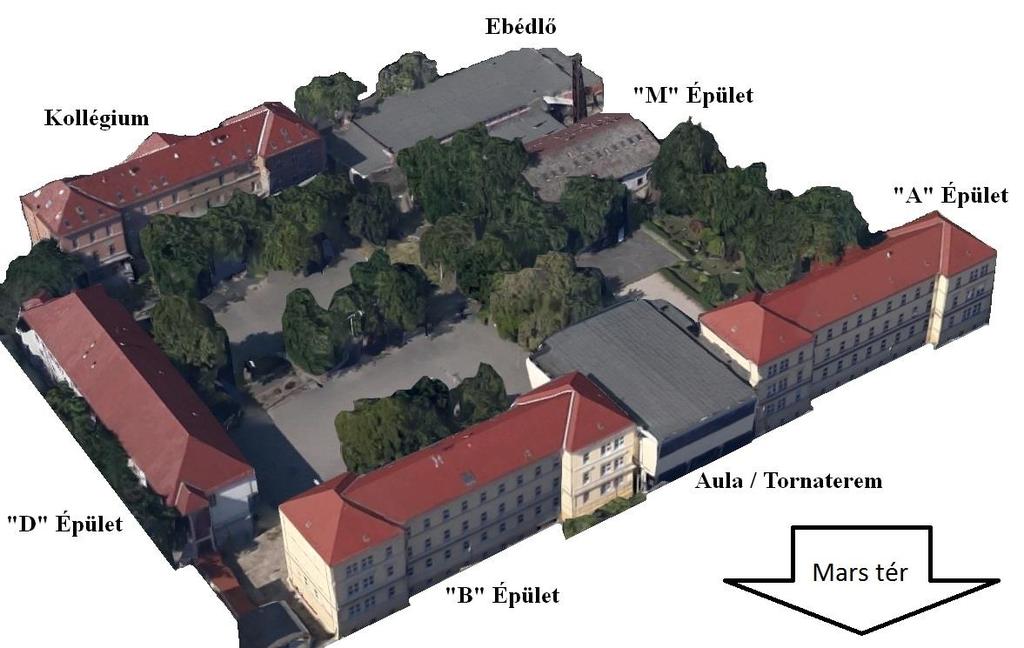 Ebédlő
"M" Épület
Kollégium
"A" Épület
Aula / Tornaterem
"D" Épület
Mars tér
"B" Épület